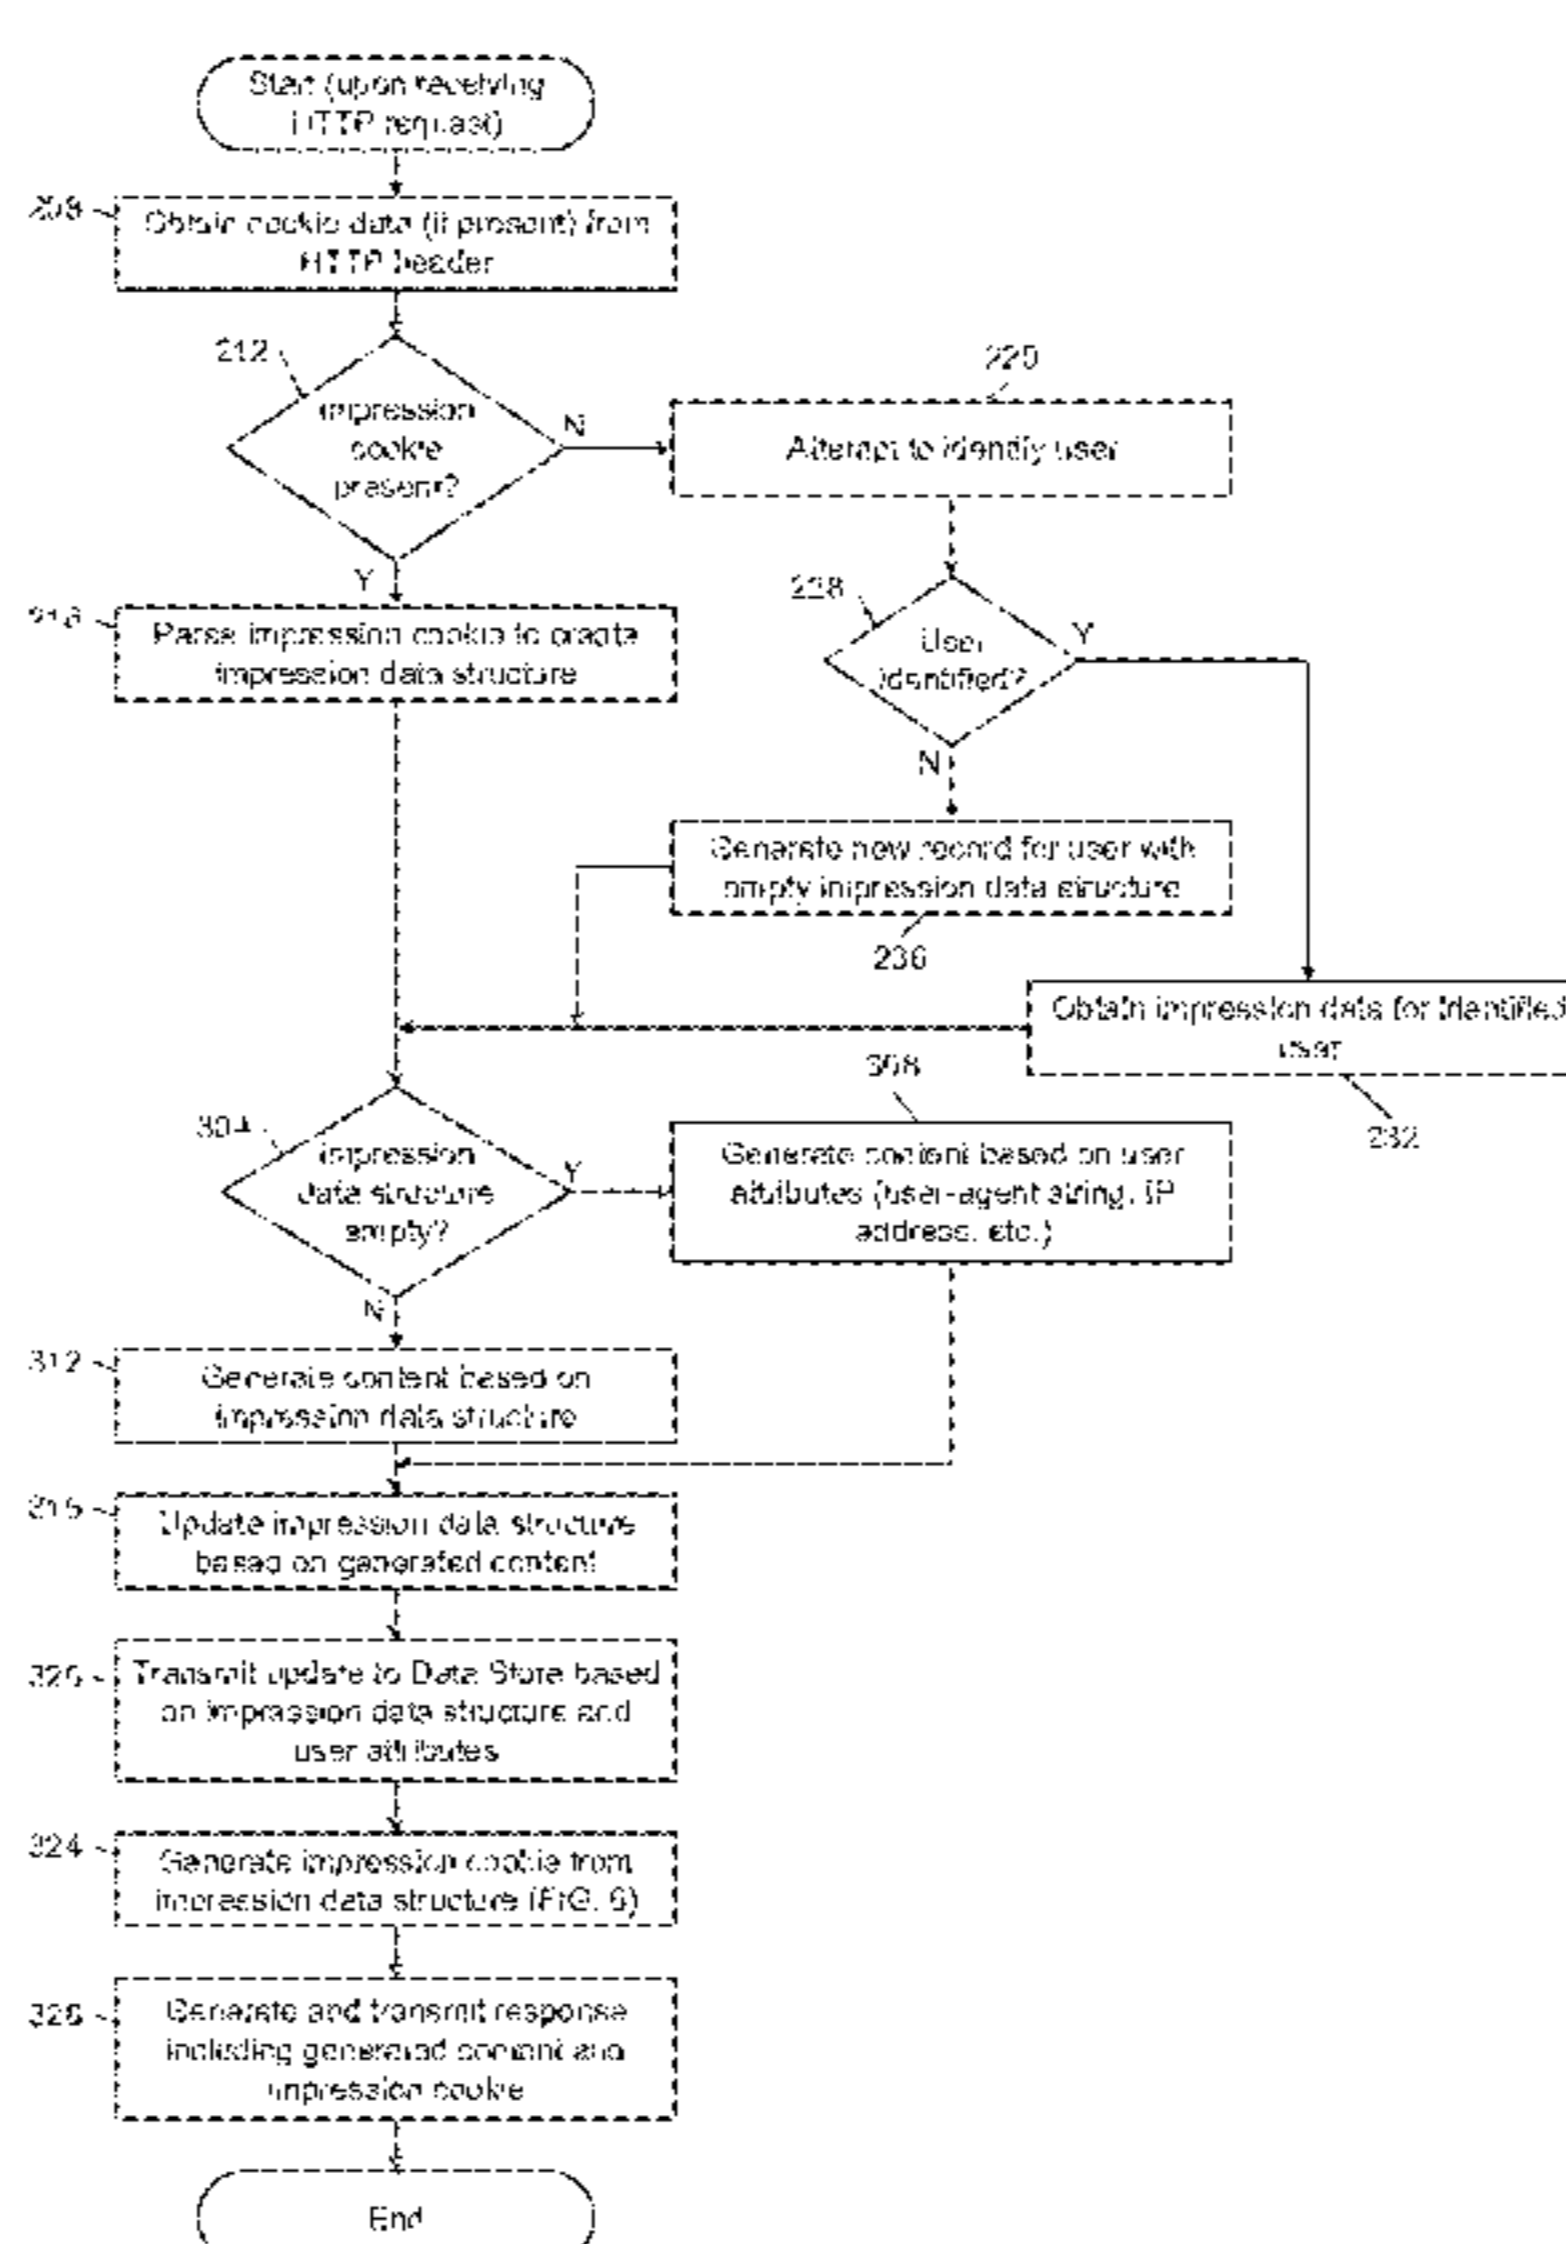 Start (upon receiving
HTTP request)
208
Obtain cookie data (if present) from
HTTP header
212
Impression
cookie
present?
N
Y
220
Attempt to identify user
228
User
identified?
Y
N
Parse impression cookie to create
impression data structure
Generate new record for user with
empty impression data structure
236
Obtain impression data for identified
user
232
304
Impression
data structure
empty?
Y
N
308
Generate content based on user
attributes (user-agent string, IP
address, etc.)
312
Generate content based on
impression data structure
Update impression data structure
based on generated content
Transmit update to Data Store based
on impression data structure and
user attributes
324
Generate impression cookie from
impression data structure (FIG. 6)
Generate and transmit response
including generated content and
impression cookie
End